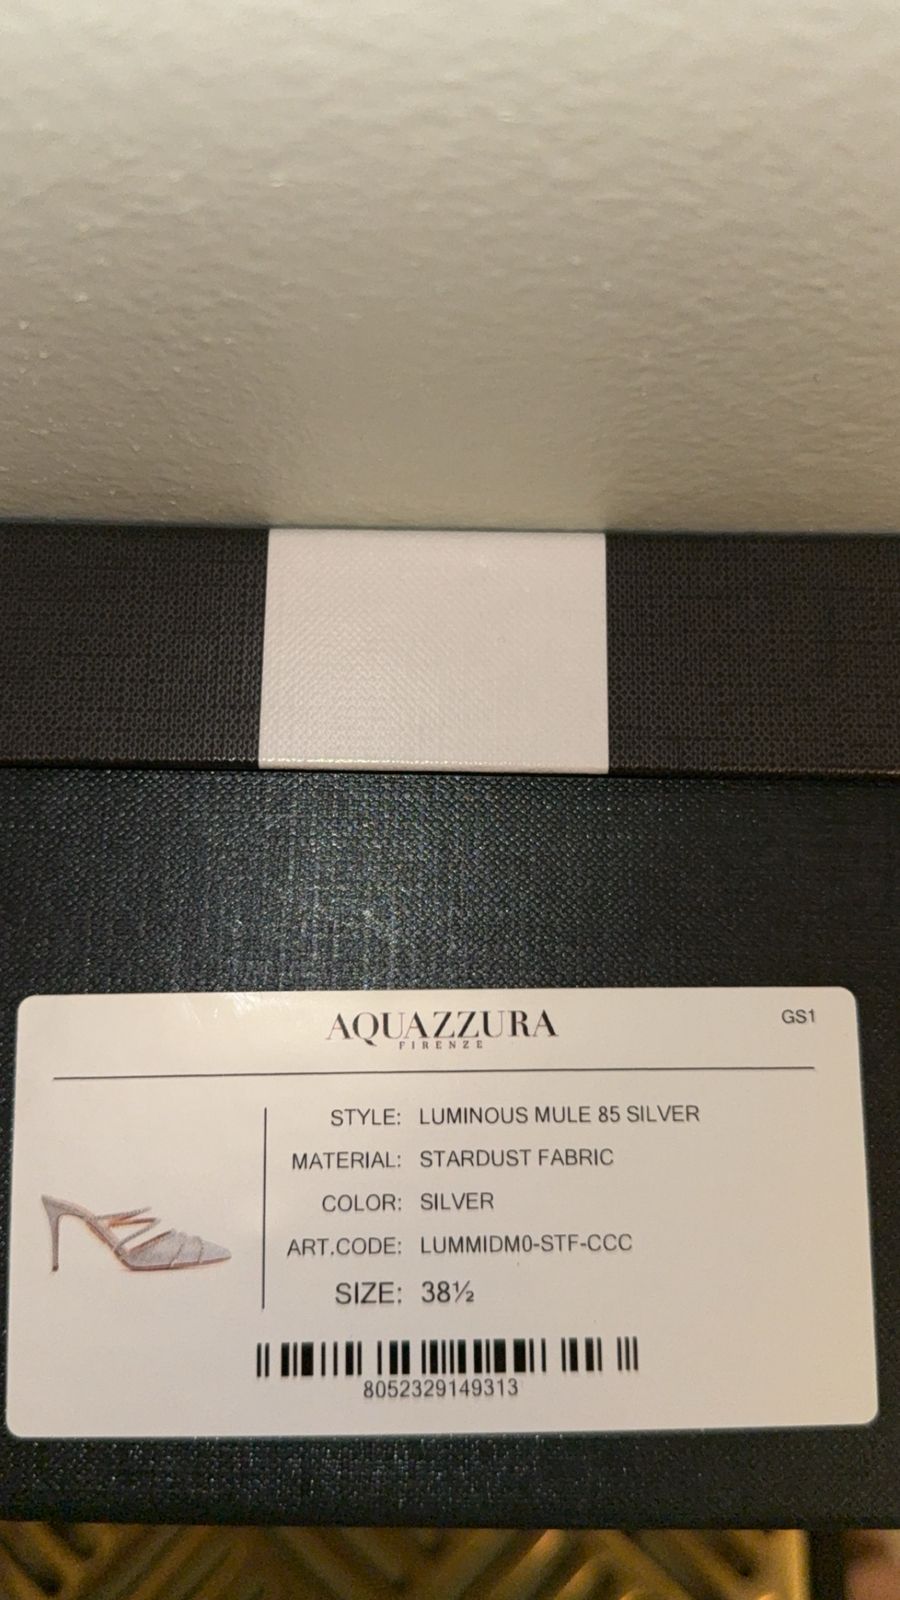 AQUAZZURA
FIRENZE
GS1
STYLE: LUMINOUS MULE 85 SILVER
MATERIAL: STARDUST FABRIC
COLOR: SILVER
ART.CODE: LUMMIDM0-STF-CCC
SIZE: 38½
8052329149313